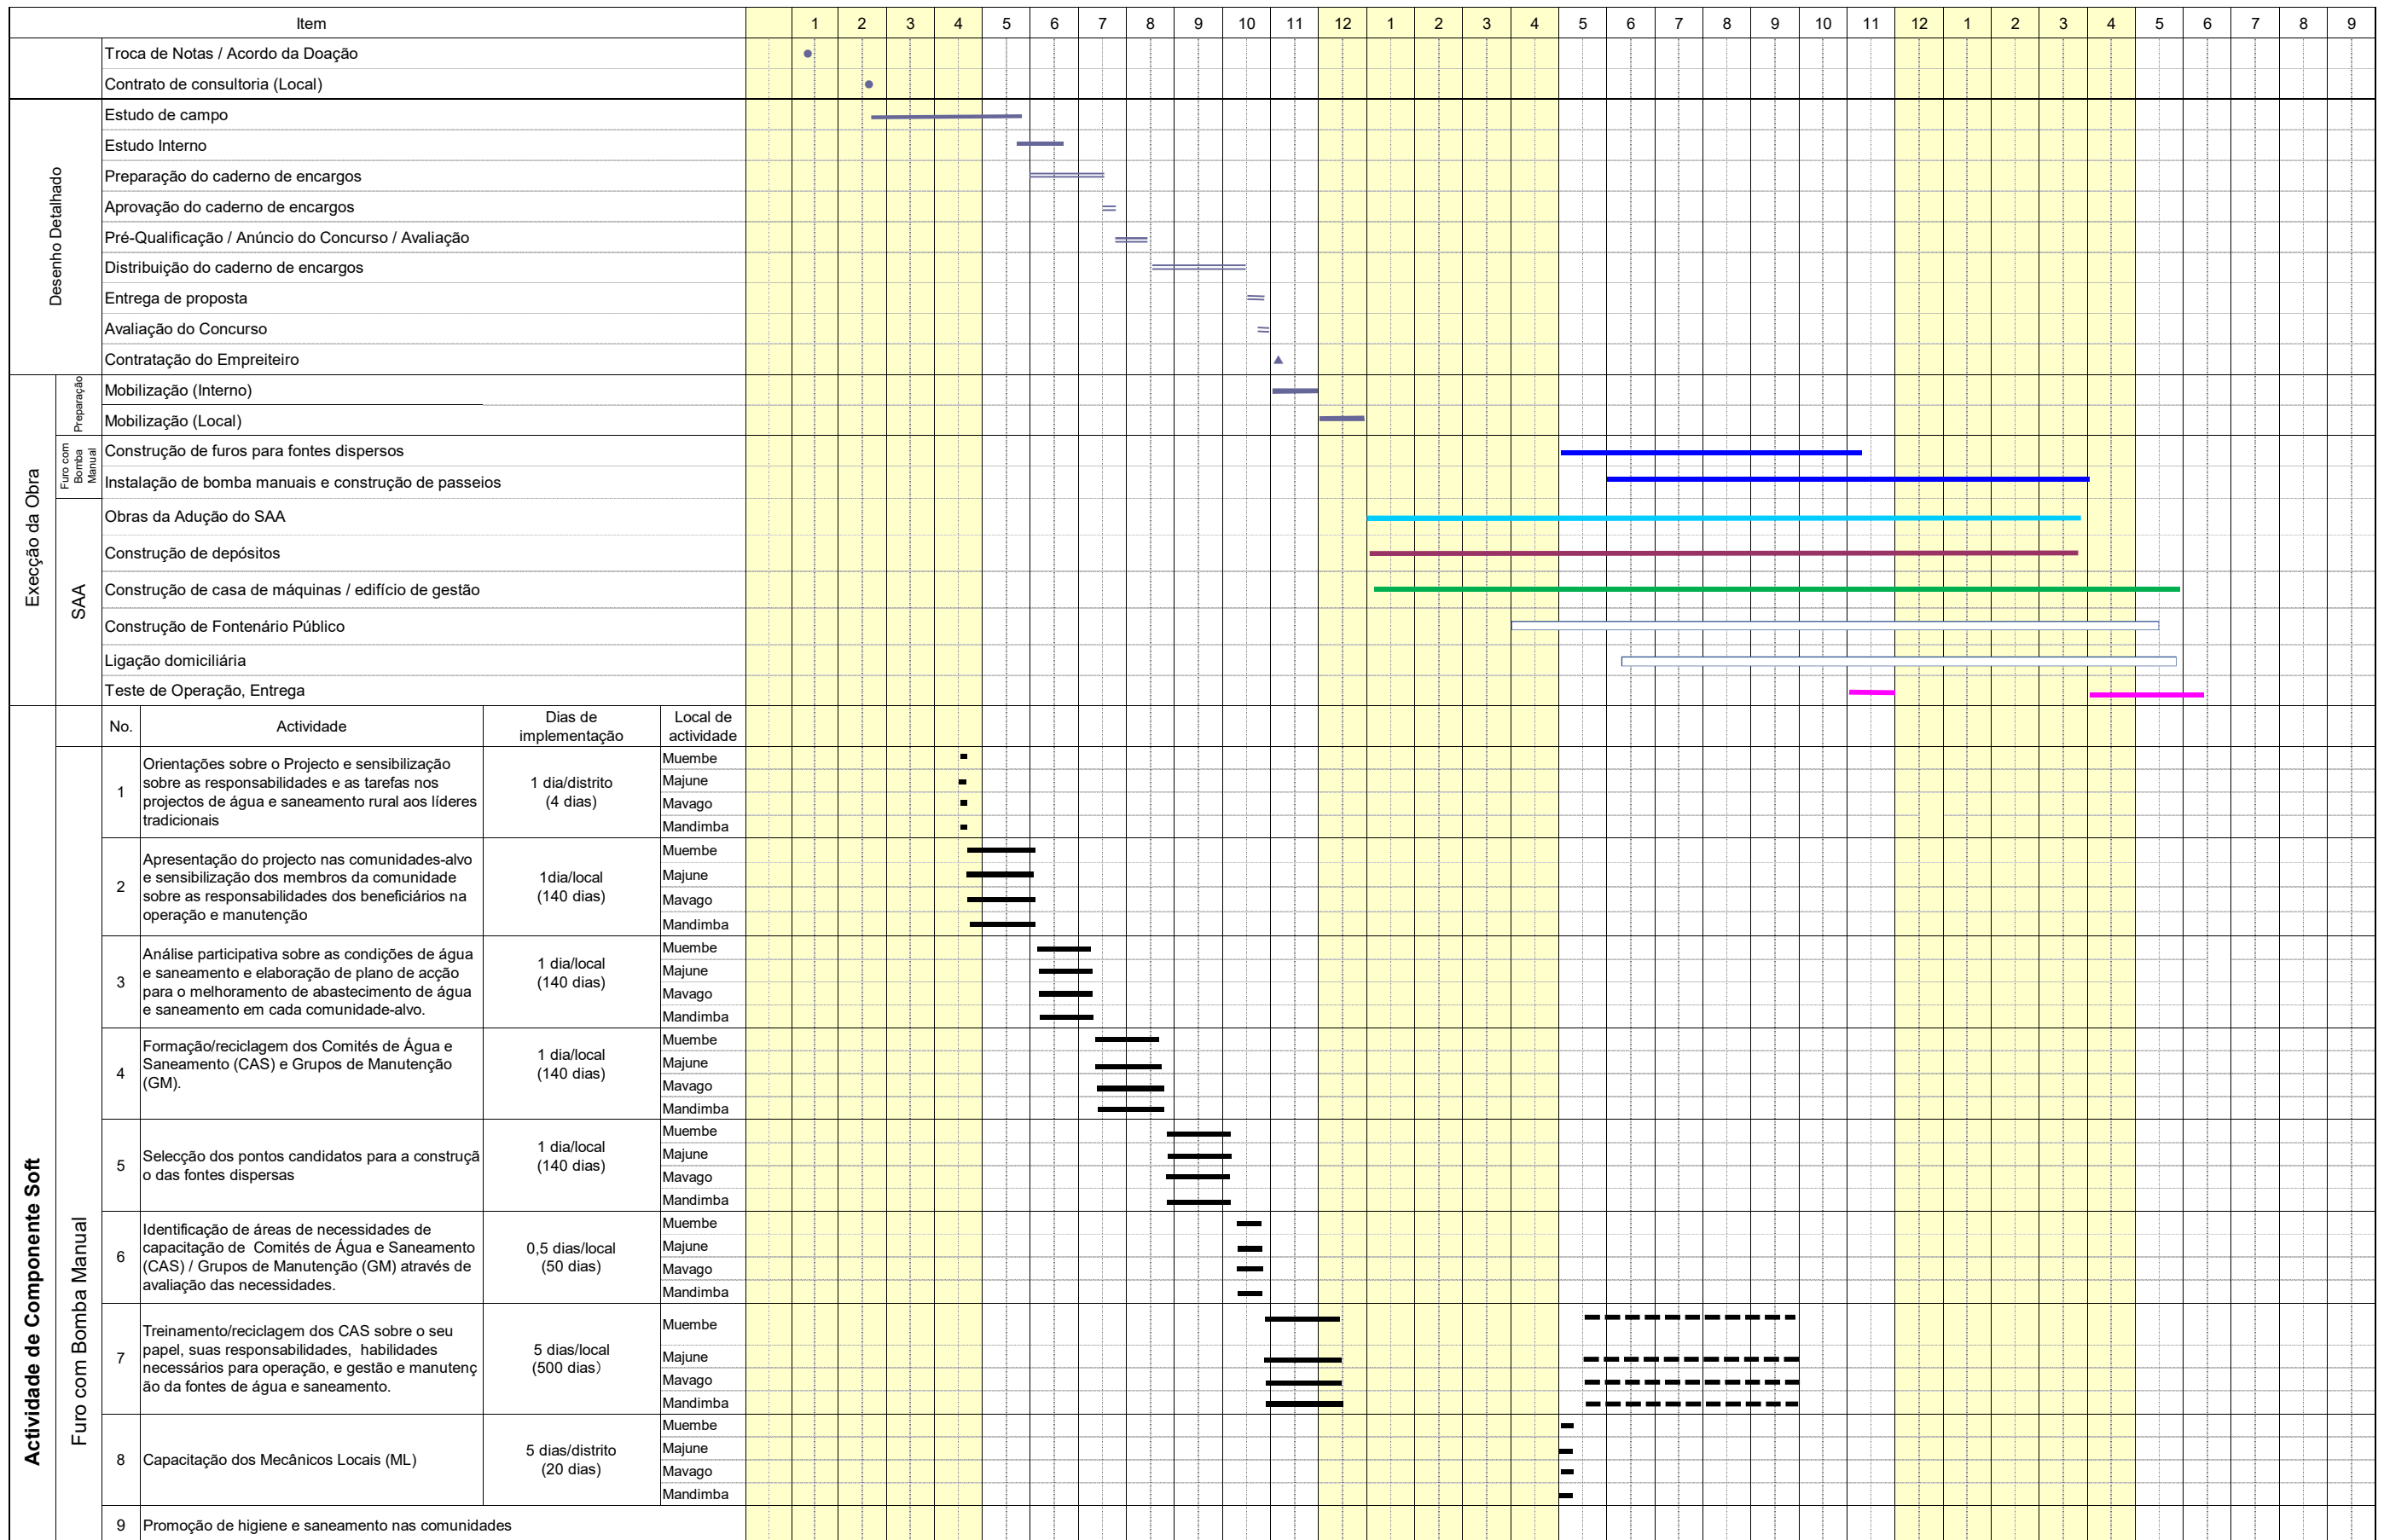 Item 1 2 3 4 5 6 7 8 9 10 11 12 1 2 3 4 5 6 7 8 9 10 11 12 1 2 3 4 5 6 7 8 9
Troca de Notas / Acordo da Doação
Contrato de consultoria (Local)
Desenho Detalhado
Estudo de campo
Estudo Interno
Preparação do caderno de encargos
Aprovação do caderno de encargos
Pré-Qualificação / Anúncio do Concurso / Avaliação
Distribuição do caderno de encargos
Entrega de proposta
Avaliação do Concurso
Contratação do Empreiteiro
Execção da Obra
Preparação
Mobilização (Interno)
Mobilização (Local)
Furo com
Bomba
Manual
Construção de furos para fontes dispersos
Instalação de bomba manuais e construção de passeios
SAA
Obras da Adução do SAA
Construção de depósitos
Construção de casa de máquinas / edifício de gestão
Construção de Fontenário Público
Ligação domiciliária
Teste de Operação, Entrega
Actividade de Componente Soft
Furo com Bomba Manual
No.
Actividade
Dias de
implementação
Local de
actividade
1
Orientações sobre o Projecto e sensibilização
sobre as responsabilidades e as tarefas nos
projectos de água e saneamento rural aos líderes
tradicionais
1 dia/distrito
(4 dias)
Muembe
Majune
Mavago
Mandimba
2
Apresentação do projecto nas comunidades-alvo
e sensibilização dos membros da comunidade
sobre as responsabilidades dos beneficiários na
operação e manutenção
1dia/local
(140 dias)
Muembe
Majune
Mavago
Mandimba
3
Análise participativa sobre as condições de água
e saneamento e elaboração de plano de acção
para o melhoramento de abastecimento de água
e saneamento em cada comunidade-alvo.
1 dia/local
(140 dias)
Muembe
Majune
Mavago
Mandimba
4
Formação/reciclagem dos Comités de Água e
Saneamento (CAS) e Grupos de Manutenção
(GM).
1 dia/local
(140 dias)
Muembe
Majune
Mavago
Mandimba
5
Selecção dos pontos candidatos para a construçã
o das fontes dispersas
1 dia/local
(140 dias)
Muembe
Majune
Mavago
Mandimba
6
Identificação de áreas de necessidades de
capacitação de Comités de Água e Saneamento
(CAS) / Grupos de Manutenção (GM) através de
avaliação das necessidades.
0,5 dias/local
(50 dias)
Muembe
Majune
Mavago
Mandimba
7
Treinamento/reciclagem dos CAS sobre o seu
papel, suas responsabilidades, habilidades
necessários para operação, e gestão e manutenç
ão da fontes de água e saneamento.
5 dias/local
(500 dias）
Muembe
Majune
Mavago
Mandimba
8
Capacitação dos Mecânicos Locais (ML)
5 dias/distrito
(20 dias)
Muembe
Majune
Mavago
Mandimba
9
Promoção de higiene e saneamento nas comunidades